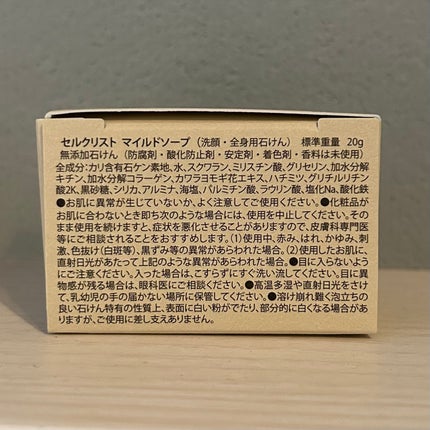 セルクリスト マイルドソープ（洗顔・全身用石けん） 標準重量 20g
無添加石けん（防腐剤・酸化防止剤・安定剤・着色剤・香料は未使用）
全成分:カリ含有石ケン素地、水、スクワラン、ミリスチン酸、グリセリン、加水分解
キチン、加水分解コラーゲン、カワラヨモギ花エキス、ハチミツ、グリチルリチン
酸2K、黒砂糖、シリカ、アルミナ、海塩、パルミチン酸、ラウリン酸、塩化Na、酸化鉄
●お肌に異常が生じていないか、よく注意してご使用ください。●化粧品が
お肌に合わないとき即ち次のような場合には、使用を中止してください。そ
のまま使用を続けますと、症状を悪化させることがありますので、皮膚科専門医
等にご相談されることをおすすめします。(1)使用中、赤み、はれ、かゆみ、刺
激、色抜け(白斑等)、黒ずみ等の異常があらわれた場合。(2)使用したお肌に、
直射日光があたって上記のような異常があらわれた場合。●目に入らないよう
にご注意ください。入った場合は、こすらずにすぐ洗い流してください。目に異
物感が残る場合は、眼科医にご相談ください。●高温多湿や直射日光をさけ
て、乳幼児の手の届かない場所に保管してください。●溶け崩れ難く泡立ちの
良い石けん特有の性質上、表面に白い粉がでたり、部分的に白くなる場合があ
りますが、ご使用に差し支えありません。